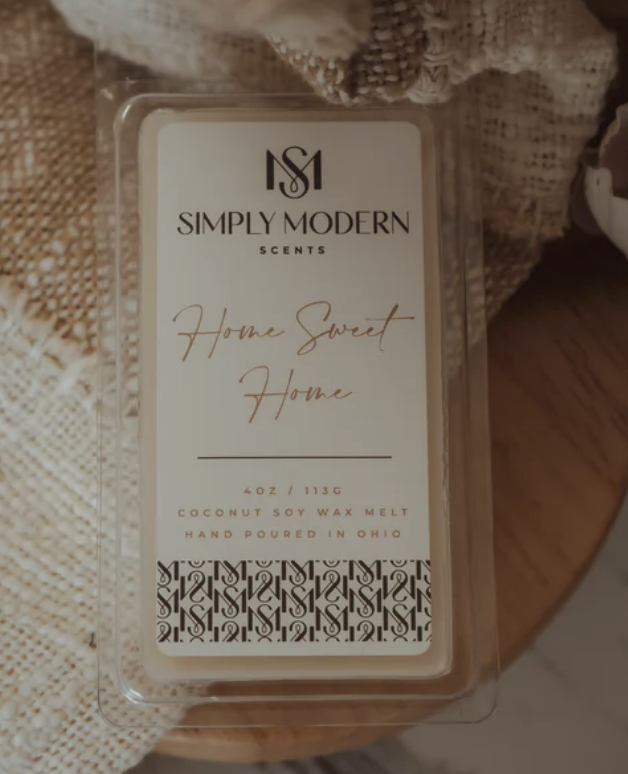 SM
SIMPLY MODERN
SCENTS
Home Sweet
Home
4OZ / 113G
COCONUT SOY WAX MELT
HAND POURED IN OHIO